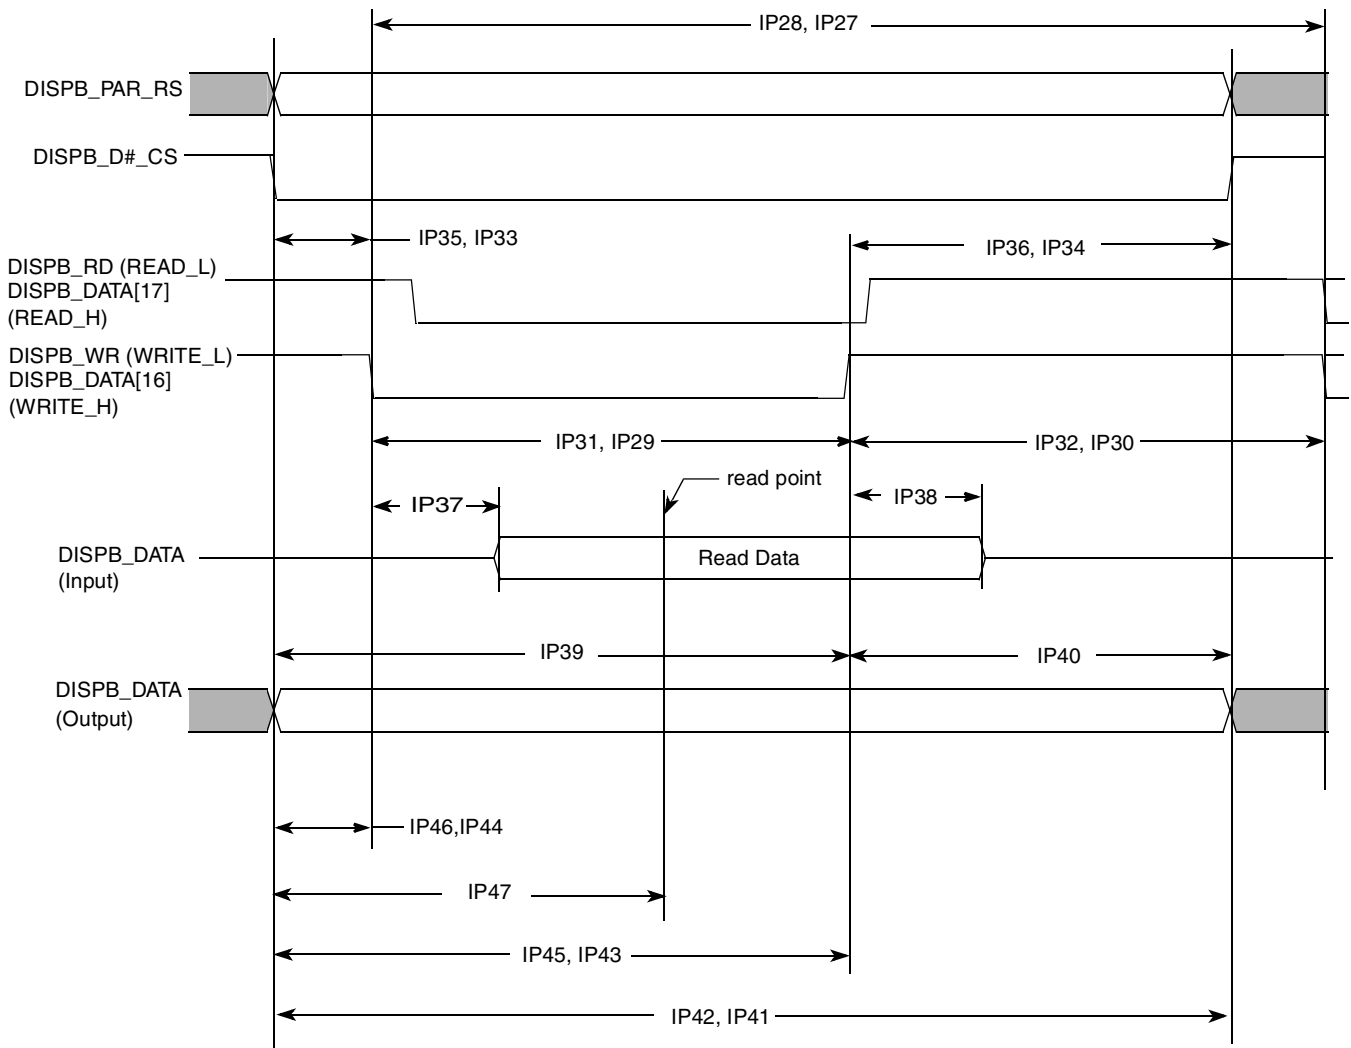 IP28, IP27
DISPB_PAR_RS
DISPB_D#_CS
IP35, IP33
IP36, IP34
DISPB_RD (READ_L)
DISPB_DATA[17]
(READ_H)
DISPB_WR (WRITE_L)
DISPB_DATA[16]
(WRITE_H)
IP31, IP29
IP32, IP30
read point
IP37
IP38
DISPB_DATA
(Input)
Read Data
IP39
IP40
DISPB_DATA
(Output)
IP46,IP44
IP47
IP45, IP43
IP42, IP41